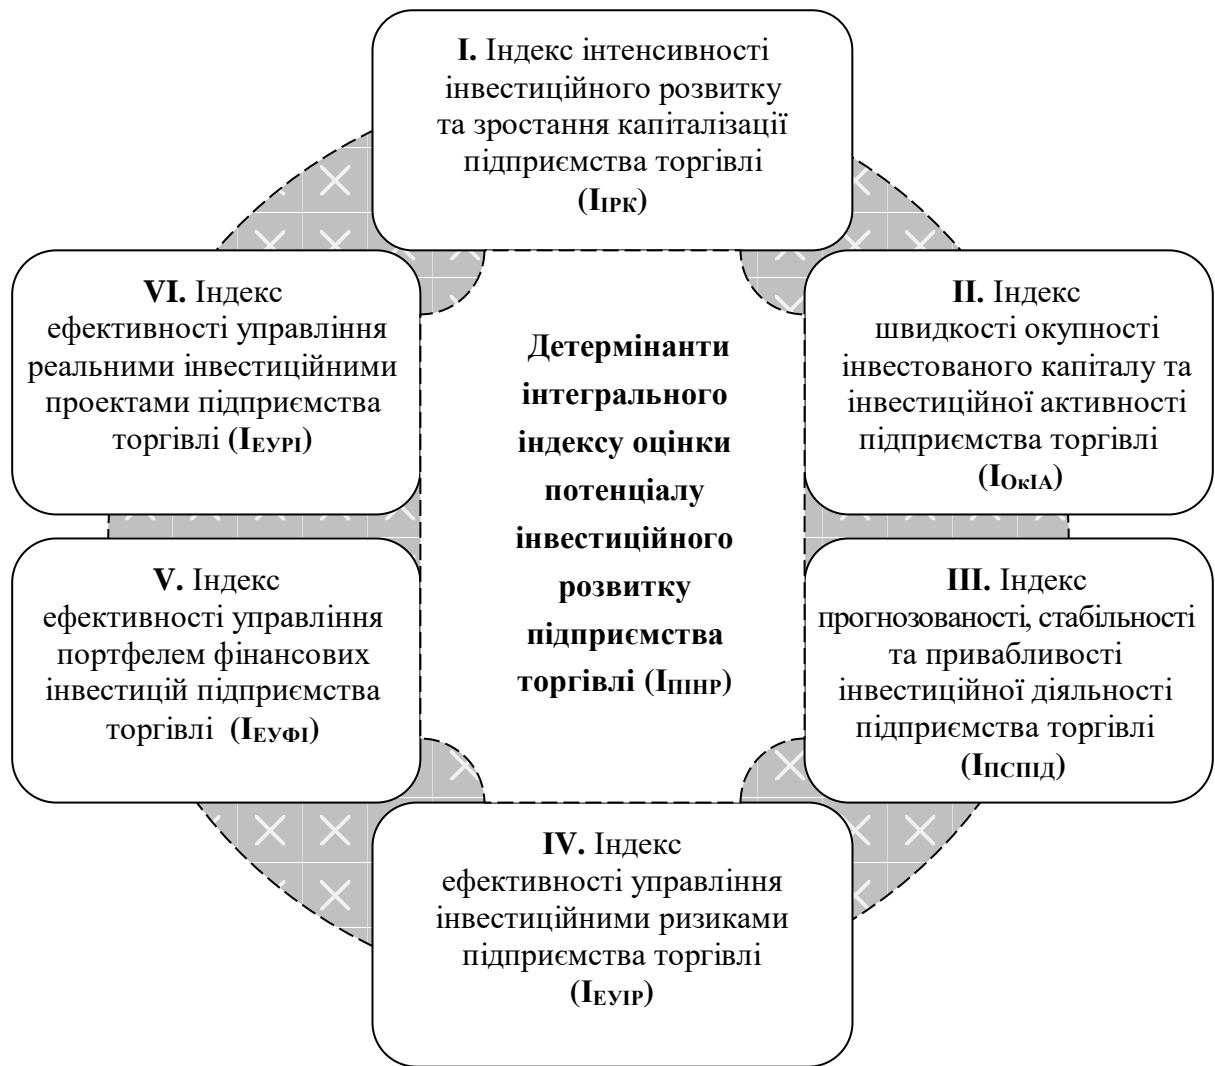 I. Індекс інтенсивності
інвестиційного розвитку
та зростання капіталізації
підприємства торгівлі
(IІРК)
VI. Індекс
ефективності управління
реальними інвестиційними
проектами підприємства
торгівлі (IЕУРІ)
II. Індекс
швидкості окупності
інвестованого капіталу та
інвестиційної активності
підприємства торгівлі
(IОкІА)
Детермінанти
інтегрального
індексу оцінки
потенціалу
інвестиційного
розвитку
підприємства
торгівлі (IПІНР)
V. Індекс
ефективності управління
портфелем фінансових
інвестицій підприємства
торгівлі (IЕУФІ)
III. Індекс
прогнозованості, стабільності
та привабливості
інвестиційної діяльності
підприємства торгівлі
(IПСПІД)
IV. Індекс
ефективності управління
інвестиційними ризиками
підприємства торгівлі
(IЕУІР)